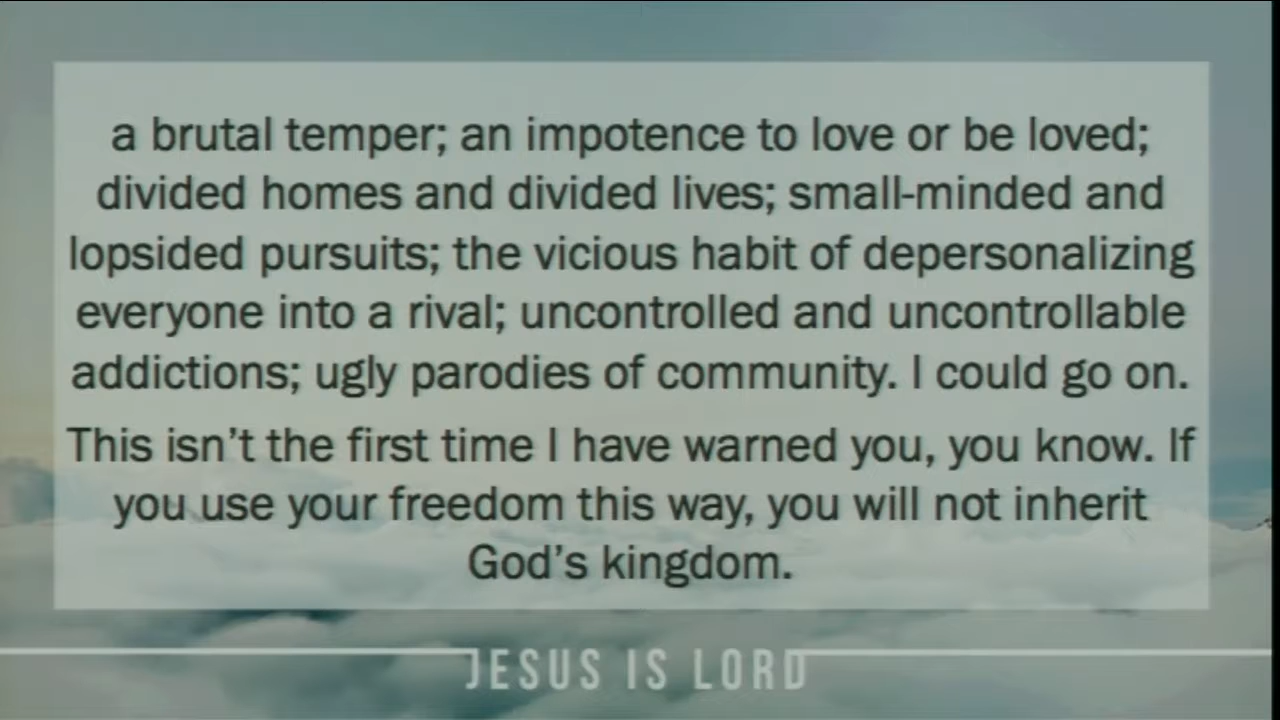 a brutal temper; an impotence to love or be loved;
divided homes and divided lives; small-minded and
lopsided pursuits; the vicious habit of depersonalizing
everyone into a rival; uncontrolled and uncontrollable
addictions; ugly parodies of community. I could go on.
This isn’t the first time I have warned you, you know. If
you use your freedom this way, you will not inherit
God’s kingdom.
JESUS IS LORD